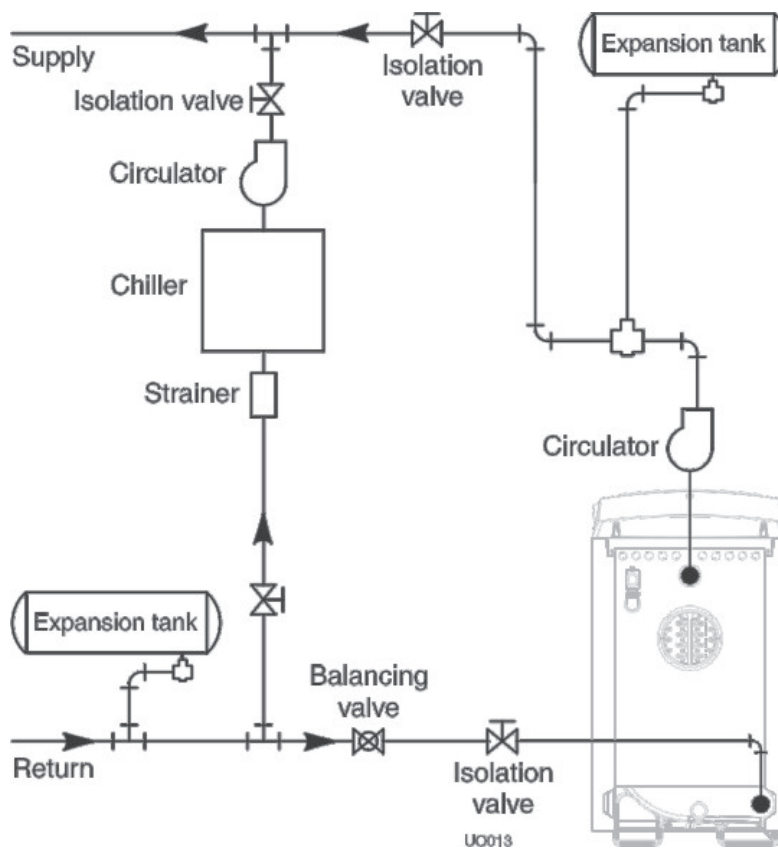 Supply
Isolation
valve
Expansion tank
Isolation valve
Circulator
Chiller
Strainer
Circulator
Expansion tank
Balancing
valve
Return
Isolation
valve
UO013